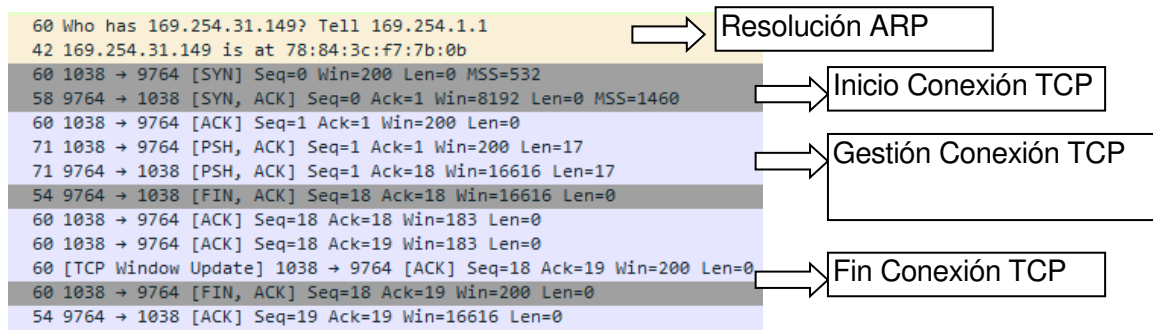 60 Who has 169.254.31.149? Tell 169.254.1.1
Resolución ARP
42 169.254.31.149 is at 78:84:3c:f7:7b:0b
60 1038 → 9764 [SYN] Seq=0 Win=200 Len=0 MSS=532
Inicio Conexión TCP
58 9764 → 1038 [SYN, ACK] Seq=0 Ack=1 Win=8192 Len=0 MSS=1460
60 1038 → 9764 [ACK] Seq=1 Ack=1 Win=200 Len=0
71 1038 → 9764 [PSH, ACK] Seq=1 Ack=1 Win=200 Len=17
Gestión Conexión TCP
71 9764 → 1038 [PSH, ACK] Seq=1 Ack=18 Win=16616 Len=17
54 9764 → 1038 [FIN, ACK] Seq=18 Ack=18 Win=16616 Len=0
60 1038 → 9764 [ACK] Seq=18 Ack=18 Win=183 Len=0
60 1038 → 9764 [ACK] Seq=18 Ack=19 Win=183 Len=0
60 [TCP Window Update] 1038 → 9764 [ACK] Seq=18 Ack=19 Win=200 Len=0
Fin Conexión TCP
60 1038 → 9764 [FIN, ACK] Seq=18 Ack=19 Win=200 Len=0
54 9764 → 1038 [ACK] Seq=19 Ack=19 Win=16616 Len=0